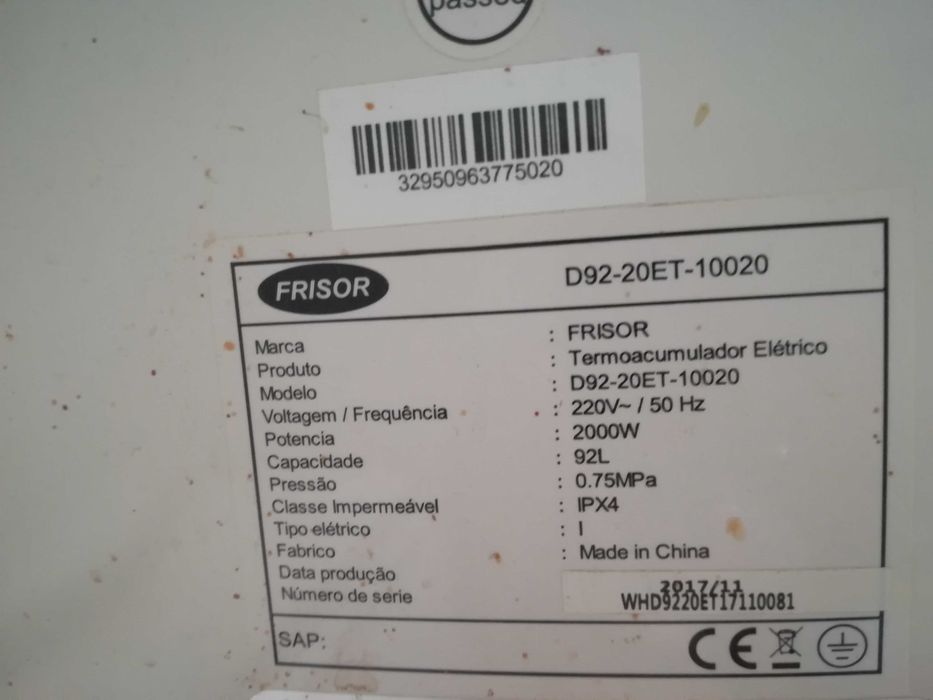 passed
32950963775020
FRISOR D92-20ET-10020
Marca : FRISOR
Produto : Termoacumulador Elétrico
Modelo : D92-20ET-10020
Voltagem / Frequência : 220V~ / 50 Hz
Potencia : 2000W
Capacidade : 92L
Pressão : 0.75MPa
Classe Impermeável : IPX4
Tipo elétrico : I
Fabrico : Made in China
Data produção 2017/11
Número de serie WHD9220ET17110081
SAP:
CE